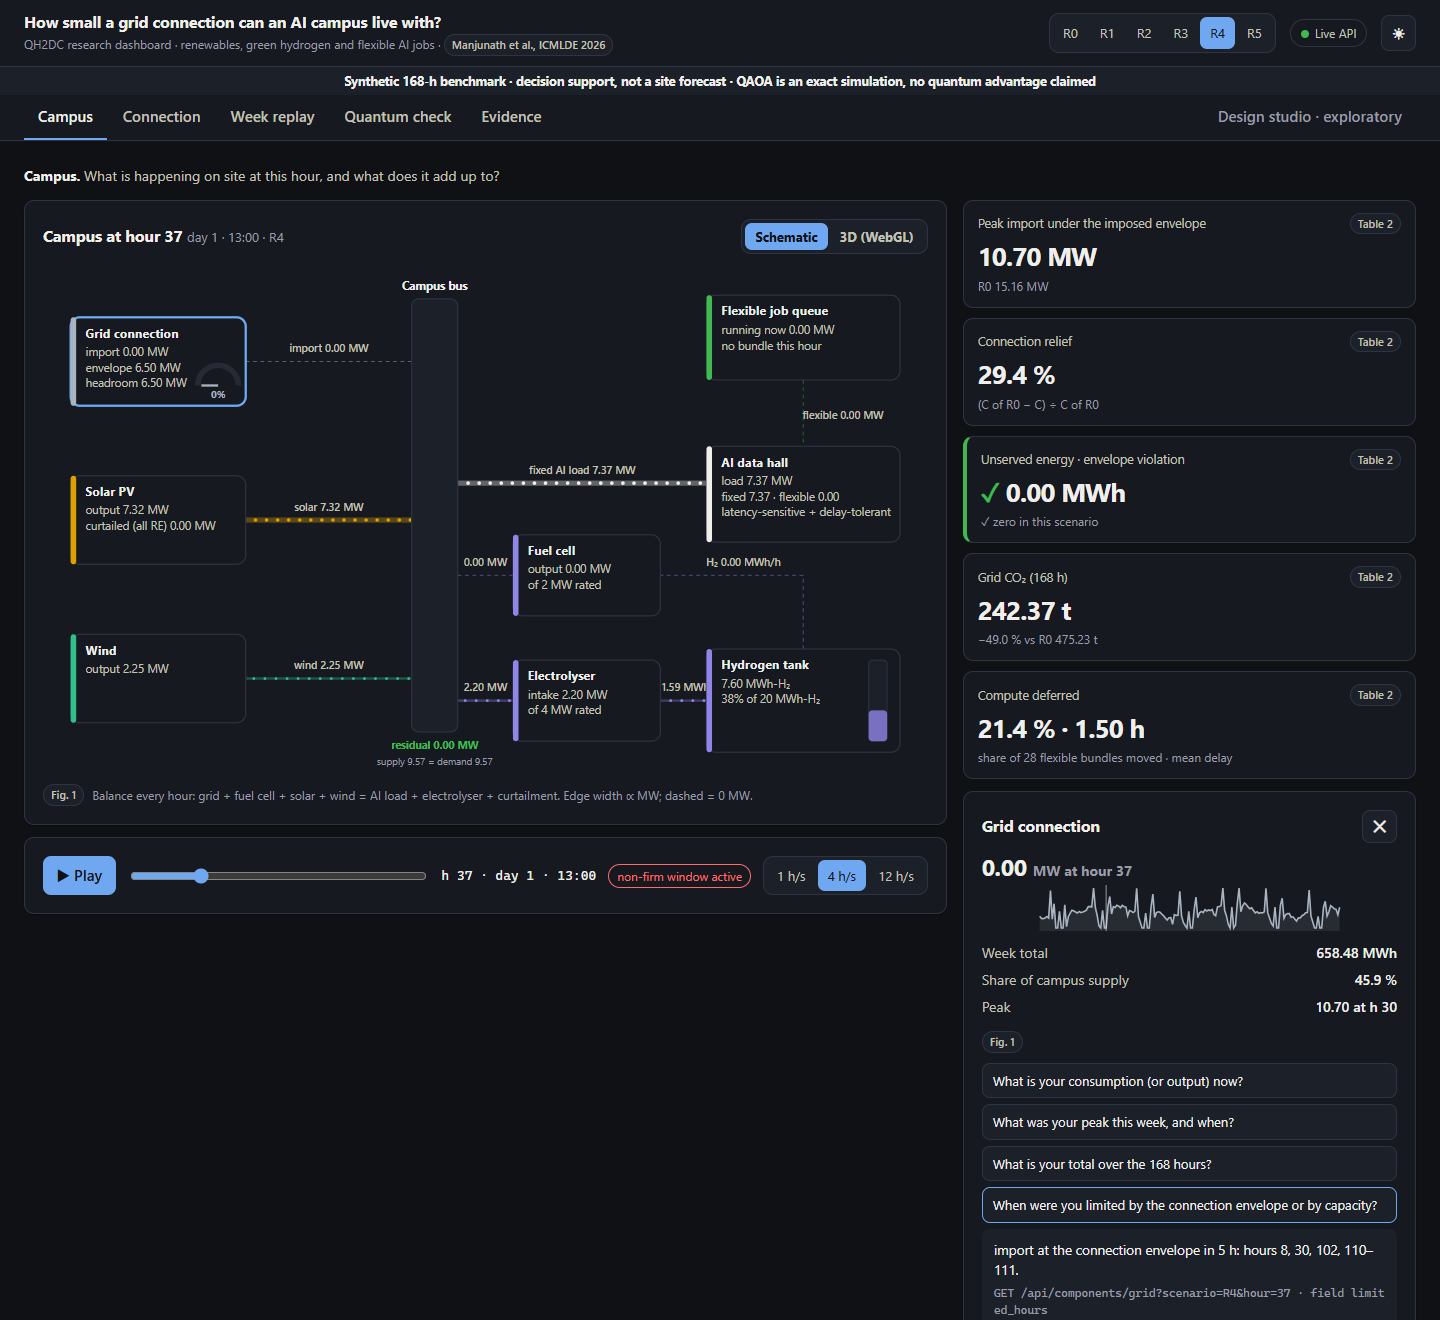 How small a grid connection can an AI campus live with?
QH2DC research dashboard · renewables, green hydrogen and flexible AI jobs · Manjunath et al., ICMLDE 2026
R0 R1 R2 R3 R4 R5
Live API
Synthetic 168-h benchmark · decision support, not a site forecast · QAOA is an exact simulation, no quantum advantage claimed
Campus Connection Week replay Quantum check Evidence
Design studio · exploratory
Campus. What is happening on site at this hour, and what does it add up to?
Campus at hour 37 day 1 · 13:00 · R4
Schematic 3D (WebGL)
Campus bus
Grid connection
import 0.00 MW
envelope 6.50 MW
headroom 6.50 MW
0%
import 0.00 MW
Flexible job queue
running now 0.00 MW
no bundle this hour
flexible 0.00 MW
Solar PV
output 7.32 MW
curtailed (all RE) 0.00 MW
solar 7.32 MW
fixed AI load 7.37 MW
AI data hall
load 7.37 MW
fixed 7.37 · flexible 0.00
latency-sensitive + delay-tolerant
0.00 MW
Fuel cell
output 0.00 MW
of 2 MW rated
H₂ 0.00 MWh/h
Wind
output 2.25 MW
wind 2.25 MW
2.20 MW
Electrolyser
intake 2.20 MW
of 4 MW rated
1.59 MWh
Hydrogen tank
7.60 MWh-H₂
38% of 20 MWh-H₂
residual 0.00 MW
supply 9.57 = demand 9.57
Fig. 1 Balance every hour: grid + fuel cell + solar + wind = AI load + electrolyser + curtailment. Edge width ∝ MW; dashed = 0 MW.
▶ Play
h 37 · day 1 · 13:00
non-firm window active
1 h/s 4 h/s 12 h/s
Peak import under the imposed envelope Table 2
10.70 MW
R0 15.16 MW
Connection relief Table 2
29.4 %
(C of R0 − C) ÷ C of R0
Unserved energy · envelope violation Table 2
✓ 0.00 MWh
✓ zero in this scenario
Grid CO₂ (168 h) Table 2
242.37 t
−49.0 % vs R0 475.23 t
Compute deferred Table 2
21.4 % · 1.50 h
share of 28 flexible bundles moved · mean delay
Grid connection ✕
0.00 MW at hour 37
Week total 658.48 MWh
Share of campus supply 45.9 %
Peak 10.70 at h 30
Fig. 1
What is your consumption (or output) now?
What was your peak this week, and when?
What is your total over the 168 hours?
When were you limited by the connection envelope or by capacity?
import at the connection envelope in 5 h: hours 8, 30, 102, 110–
111.
GET /api/components/grid?scenario=R4&hour=37 · field limit
ed_hours